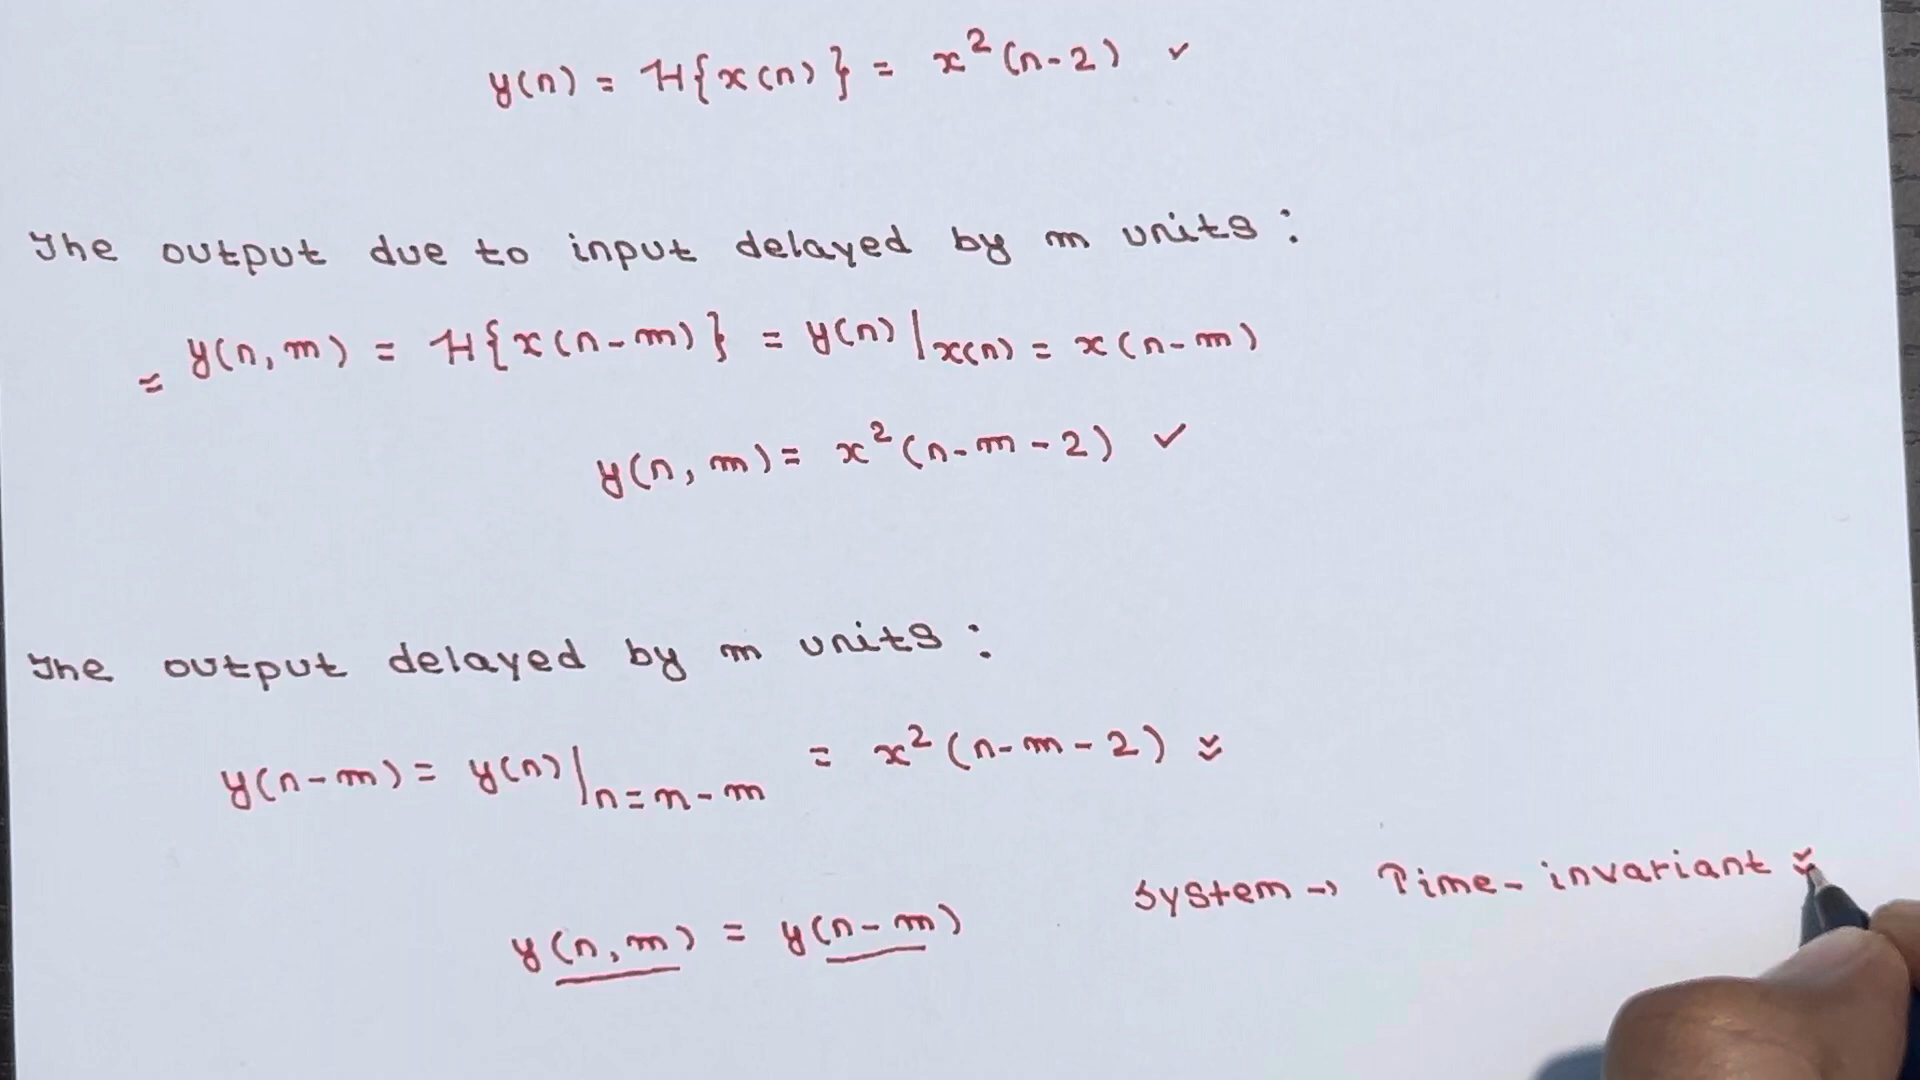 y(n) = H{x(n)} = x²(n-2) ✓
The output due to input delayed by m units :
= y(n,m) = H{x(n-m)} = y(n)|x(n) = x(n-m)
y(n,m) = x²(n-m-2) ✓
The output delayed by m units :
y(n-m) = y(n)|n=n-m = x²(n-m-2)
System → Time-invariant
y(n,m) = y(n-m)